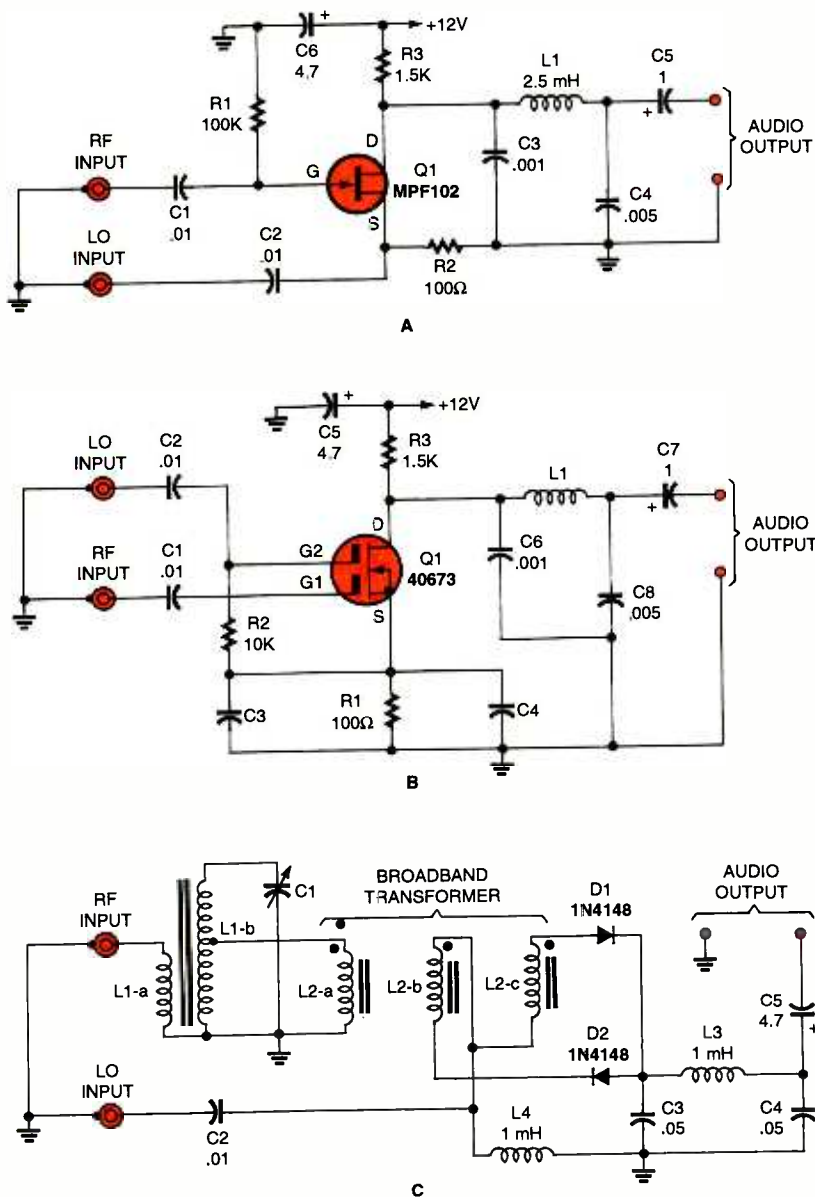 C6
4.7
+
+12V
R3
1.5K
R1
100K
L1
2.5 mH
C5
1
+
RF
INPUT
C1
.01
G
D
S
Q1
MPF102
C3
.001
C4
.005
AUDIO
OUTPUT
LO
INPUT
C2
.01
R2
100Ω
A
C5
4.7
+
+12V
R3
1.5K
LO
INPUT
C2
.01
RF
INPUT
C1
.01
G2
G1
D
S
Q1
40673
L1
C7
1
+
C6
.001
C8
.005
AUDIO
OUTPUT
R2
10K
C3
R1
100Ω
C4
B
RF
INPUT
L1-a
L1-b
C1
BROADBAND
TRANSFORMER
L2-a
L2-b
L2-c
D1
1N4148
D2
1N4148
AUDIO
OUTPUT
C5
4.7
+
L3
1 mH
LO
INPUT
C2
.01
L4
1 mH
C3
.05
C4
.05
C